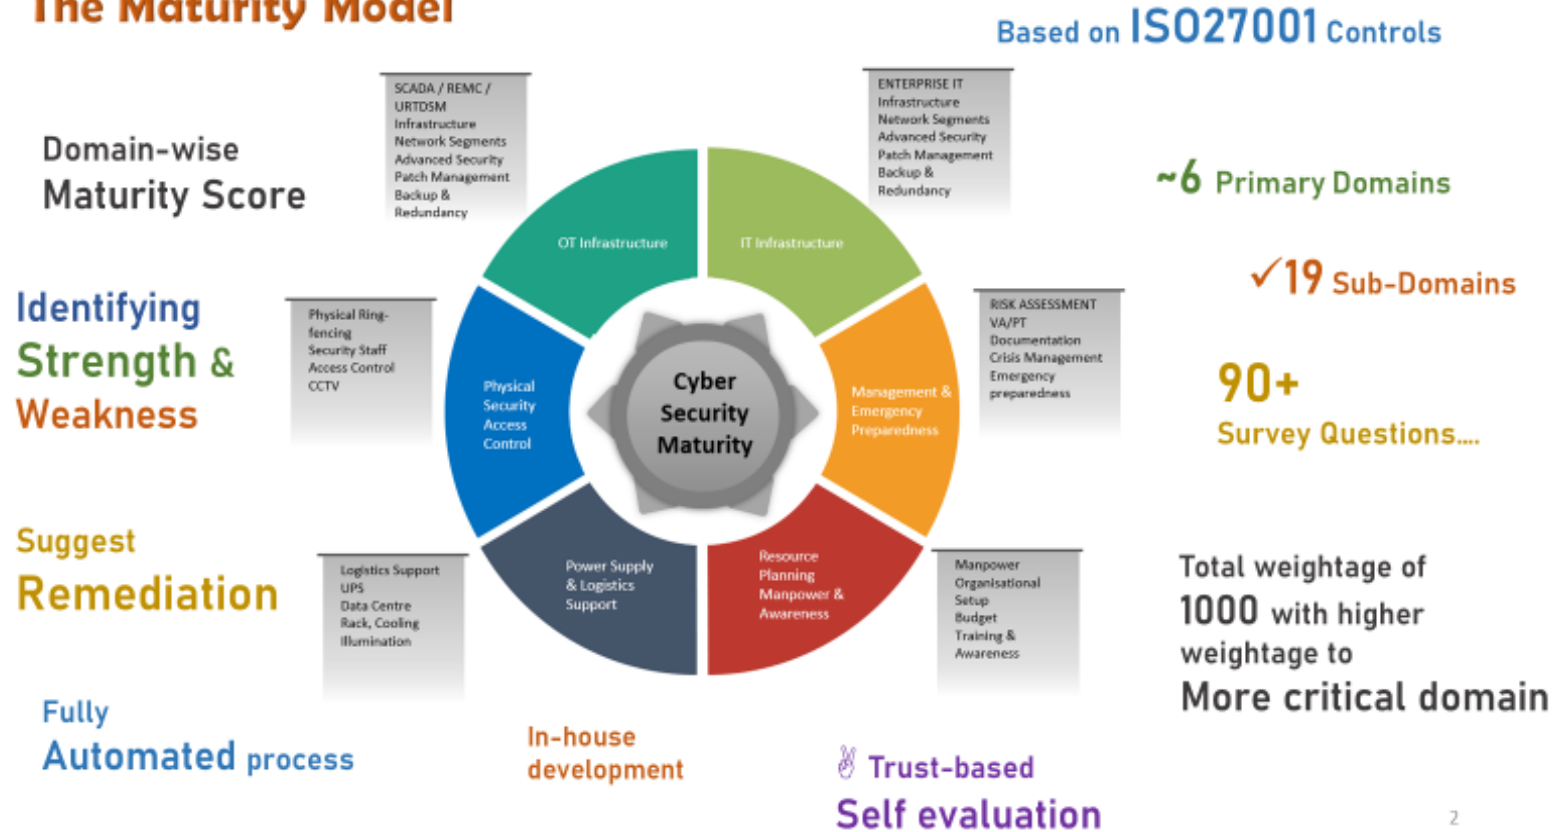 The Maturity Model
Based on ISO27001 Controls
Domain-wise
Maturity Score
Identifying
Strength &
Weakness
Suggest
Remediation
Fully
Automated process
SCADA / REMC /
URTDSM
Infrastructure
Network Segments
Advanced Security
Patch Management
Backup &
Redundancy
ENTERPRISE IT
Infrastructure
Network Segments
Advanced Security
Patch Management
Backup &
Redundancy
Physical Ring-
fencing
Security Staff
Access Control
CCTV
RISK ASSESSMENT
VA/PT
Documentation
Crisis Management
Emergency
preparedness
Logistics Support
UPS
Data Centre
Rack, Cooling
Illumination
Manpower
Organisational
Setup
Budget
Training &
Awareness
OT Infrastructure
IT Infrastructure
Physical
Security
Access
Control
Management &
Emergency
Preparedness
Power Supply
& Logistics
Support
Resource
Planning
Manpower &
Awareness
Cyber
Security
Maturity
~6 Primary Domains
✓19 Sub-Domains
90+
Survey Questions....
Total weightage of
1000 with higher
weightage to
More critical domain
In-house
development
✌ Trust-based
Self evaluation
2